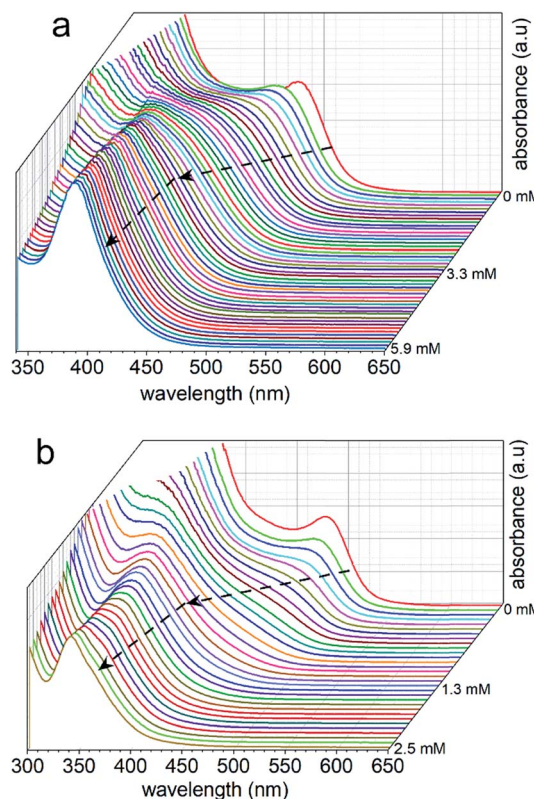 a
absorbance (a.u)
0 mM
3.3 mM
5.9 mM
350 400 450 500 550 600 650
wavelength (nm)
b
absorbance (a.u)
0 mM
1.3 mM
2.5 mM
300 350 400 450 500 550 600 650
wavelength (nm)